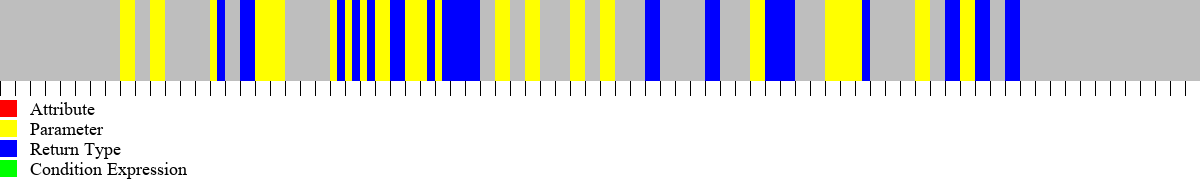 Attribute
Parameter
Return Type
Condition Expression